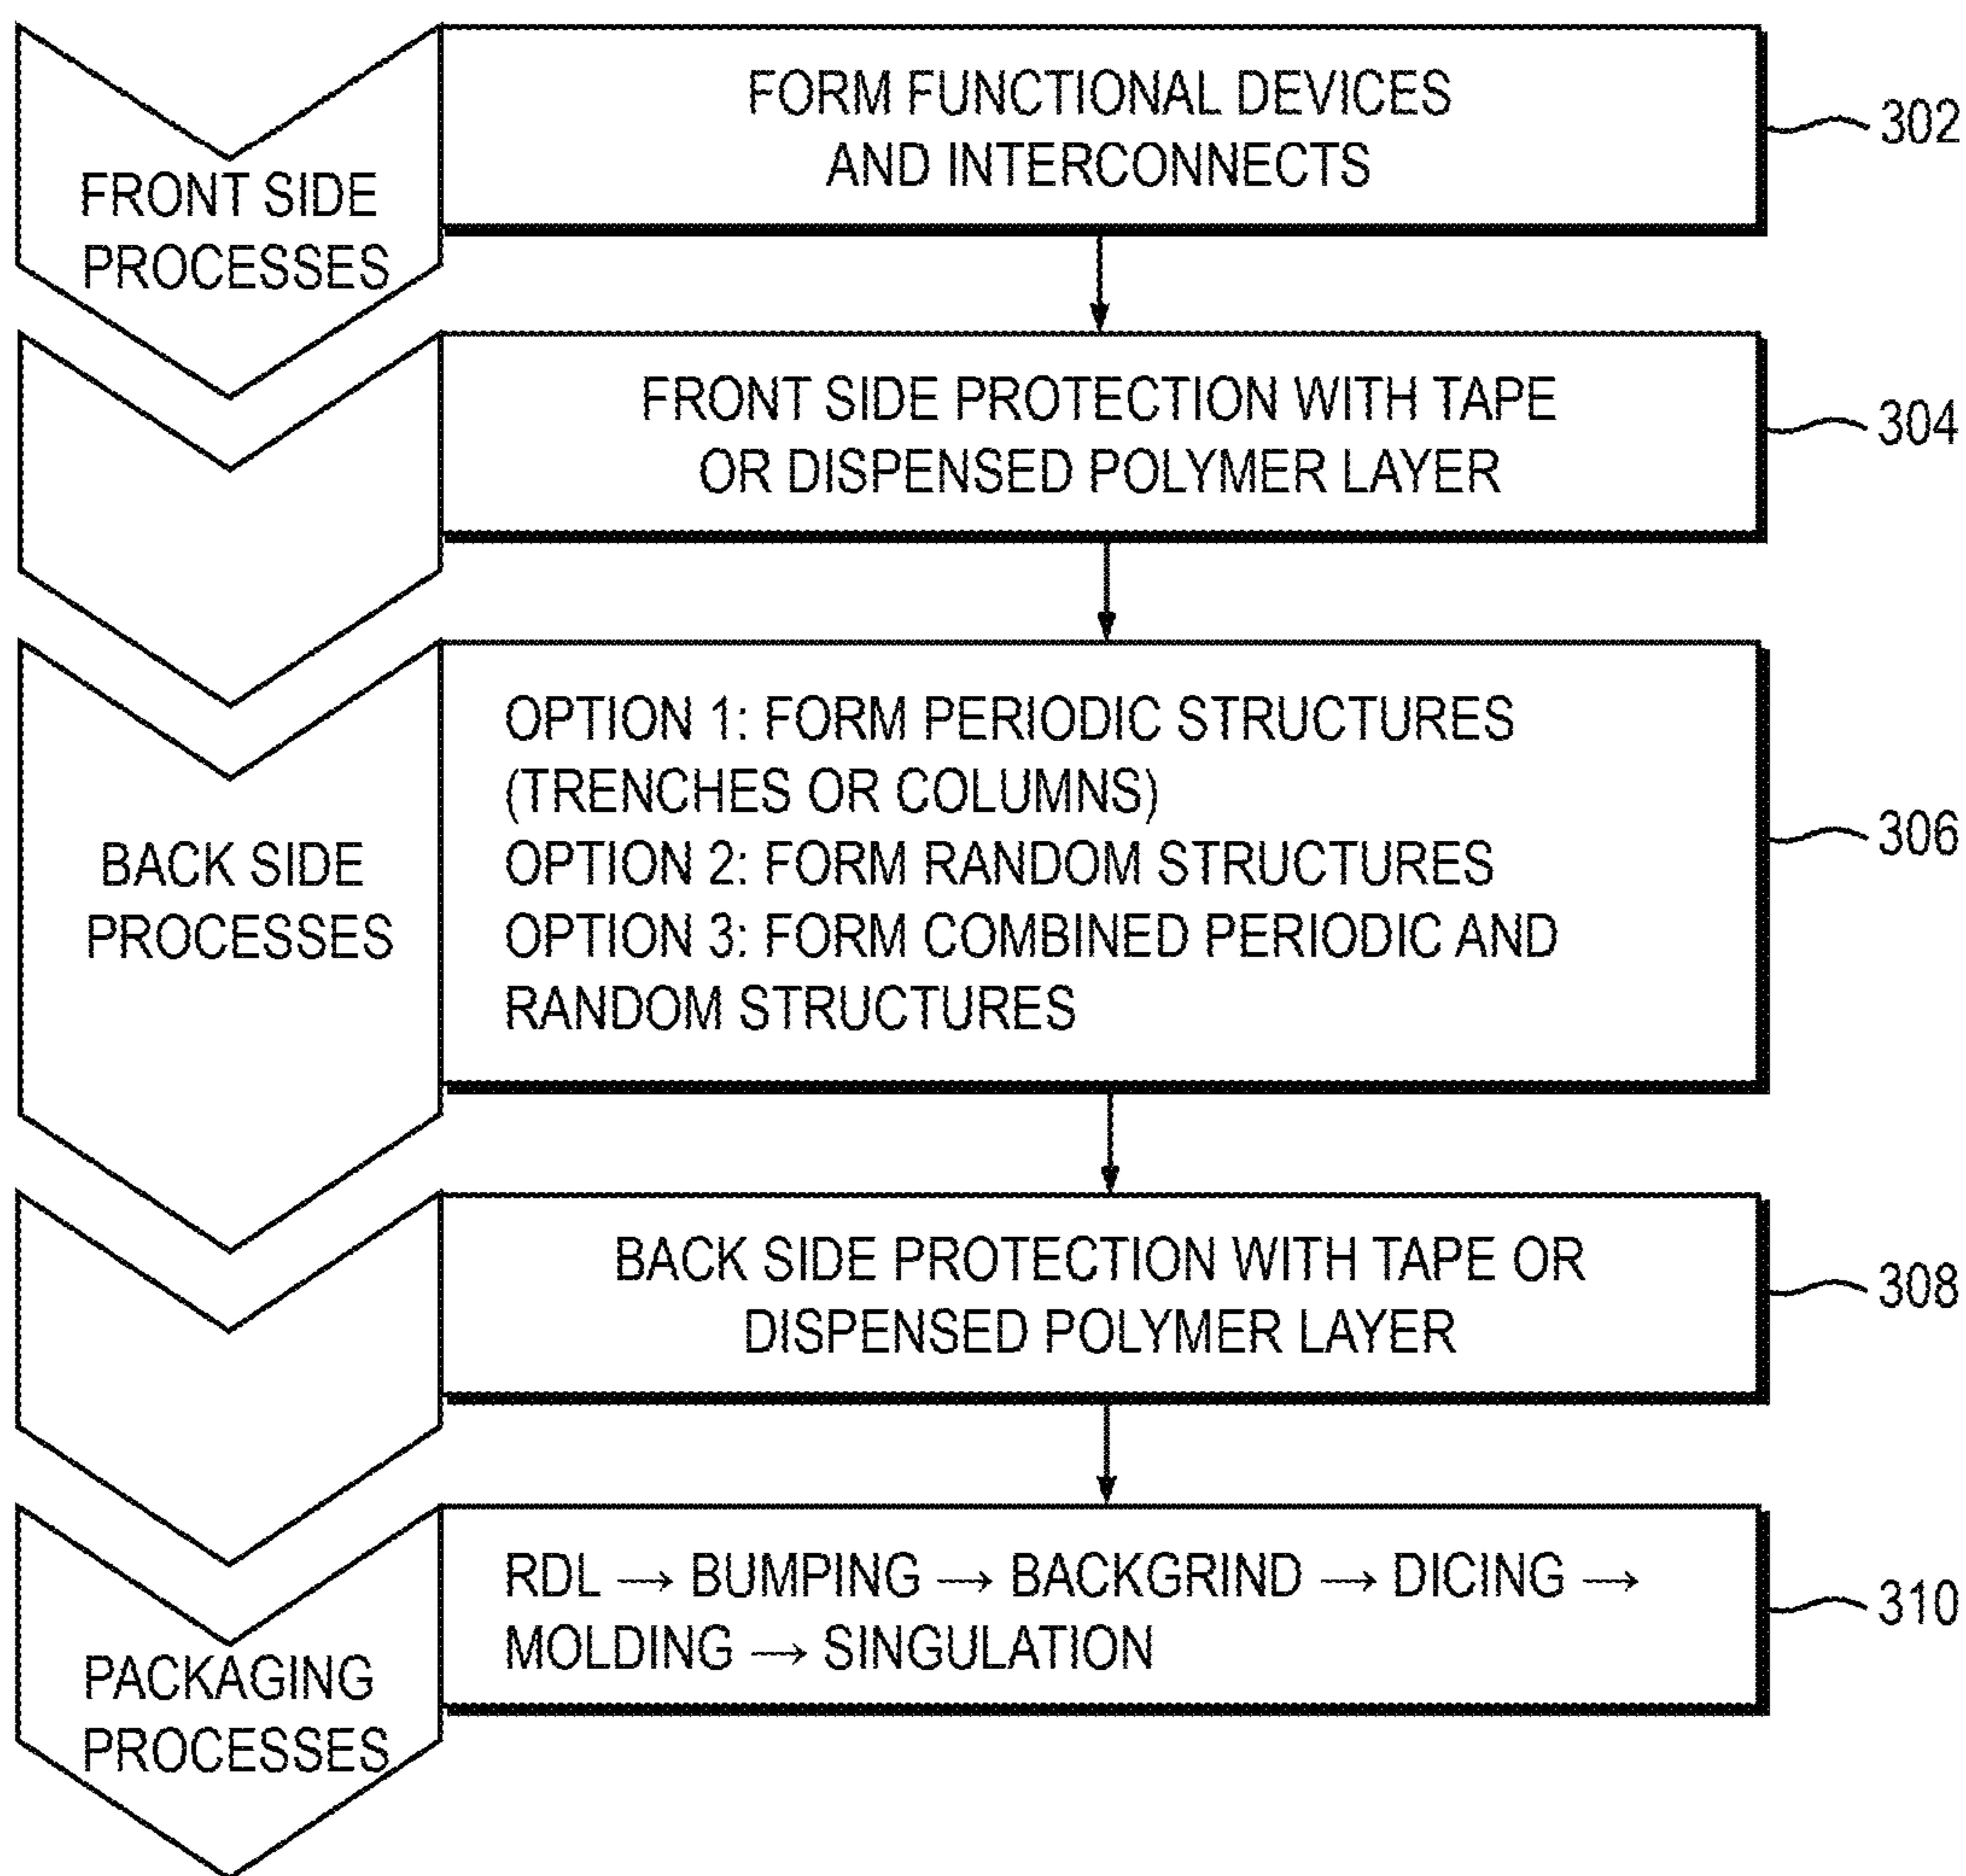 FRONT SIDE
PROCESSES
FORM FUNCTIONAL DEVICES
AND INTERCONNECTS
302
FRONT SIDE PROTECTION WITH TAPE
OR DISPENSED POLYMER LAYER
304
BACK SIDE
PROCESSES
OPTION 1: FORM PERIODIC STRUCTURES
(TRENCHES OR COLUMNS)
OPTION 2: FORM RANDOM STRUCTURES
OPTION 3: FORM COMBINED PERIODIC AND
RANDOM STRUCTURES
306
BACK SIDE PROTECTION WITH TAPE OR
DISPENSED POLYMER LAYER
308
PACKAGING
PROCESSES
RDL → BUMPING → BACKGRIND → DICING →
MOLDING → SINGULATION
310